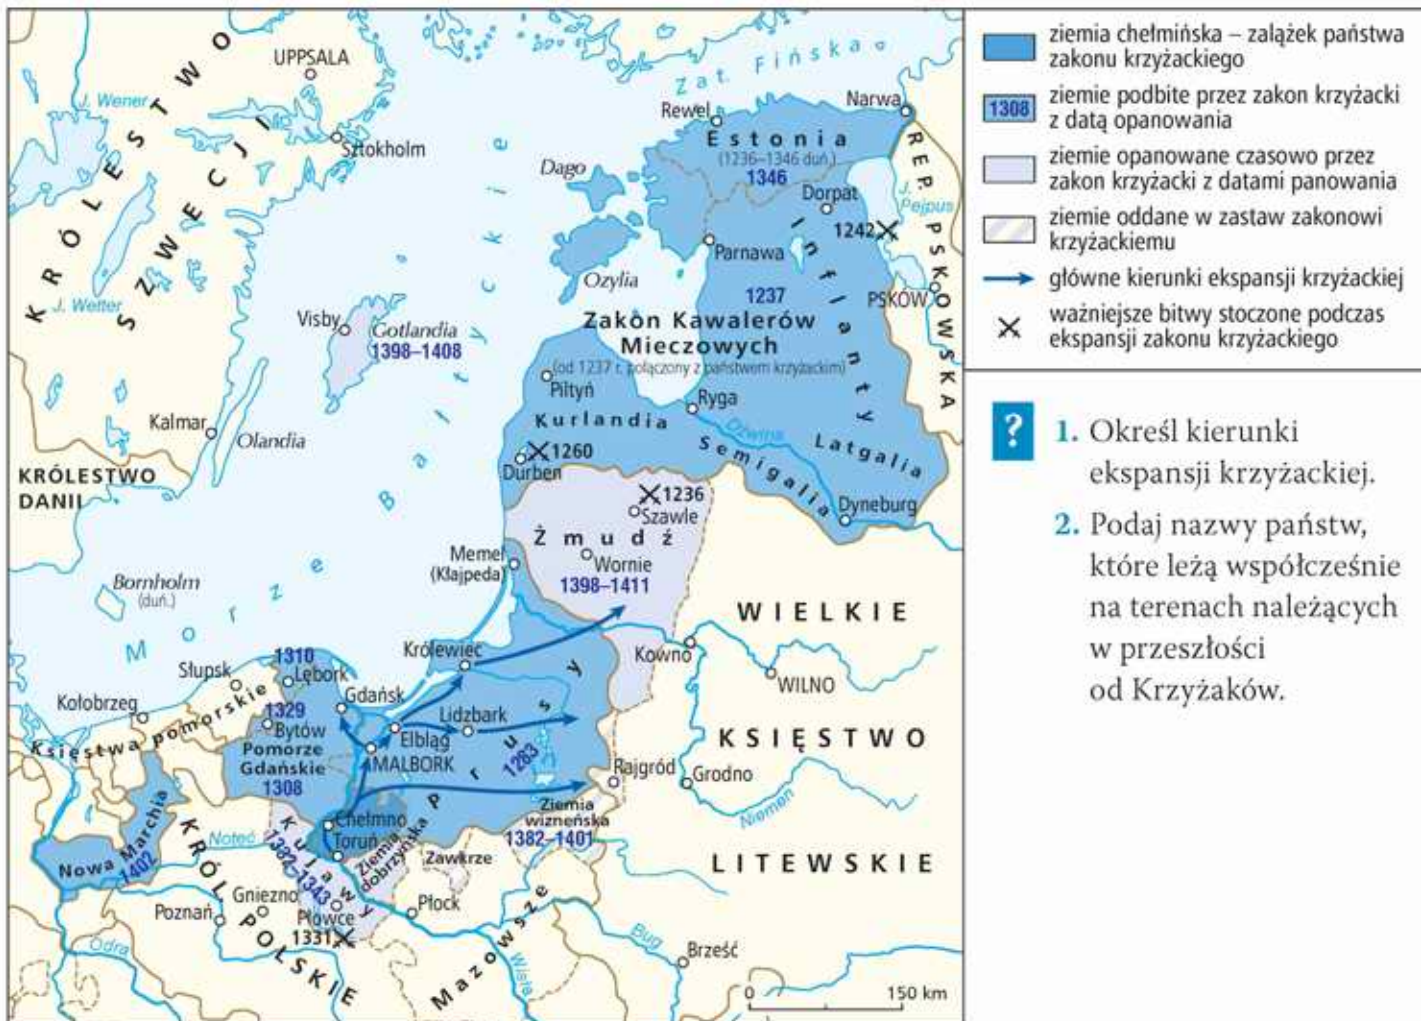 KRÓLESTWO
SZWECJI
UPPSALA
J. Wener
Sztokholm
J. Wetter
Visby
Gotlandia
1398–1408
Kalmar
Olandia
KRÓLESTWO
DANII
Bornholm
(duń.)
Morze Bałtyckie
Zat. Fińska
Rewel
Narwa
Estonia
(1236–1346 duń.)
1346
Dago
Dorpat
J. Pejpus
1242
REP. PSKOWSKA
PSKÓW
Parnawa
Ozylia
Inflanty
1237
Zakon Kawalerów
Mieczowych
(od 1237 r. połączony z państwem krzyżackim)
Piltyń
Ryga
Kurlandia
Dźwina
Latgalia
Semigalia
1260
Durben
Dyneburg
1236
Szawle
Żmudź
Wornie
1398–1411
Memel
(Kłajpeda)
WIELKIE
KSIĘSTWO
LITEWSKIE
Królewiec
Kowno
WILNO
1310
Słupsk
Lębork
Gdańsk
Kołobrzeg
1329
Bytów
Księstwa pomorskie
Elbląg
Lidzbark
Prusy
1283
Pomorze
Gdańskie
1308
MALBORK
Rajgród
Grodno
Niemen
Chełmno
Toruń
Ziemia
wizneńska
1382–1401
Ziemia
dobrzyńska
Zawkrze
Kujawy
1332–1343
Nowa Marchia
1402
Noteć
KRÓL. POLSKIE
Gniezno
Poznań
Płowce
1331
Płock
Mazowsze
Odra
Wisła
Bug
Brześć
0 150 km
ziemia chełmińska – zalążek państwa
zakonu krzyżackiego
1308
ziemie podbite przez zakon krzyżacki
z datą opanowania
ziemie opanowane czasowo przez
zakon krzyżacki z datami panowania
ziemie oddane w zastaw zakonowi
krzyżackiemu
główne kierunki ekspansji krzyżackiej
ważniejsze bitwy stoczone podczas
ekspansji zakonu krzyżackiego
?
1. Określ kierunki
ekspansji krzyżackiej.
2. Podaj nazwy państw,
które leżą współcześnie
na terenach należących
w przeszłości
od Krzyżaków.